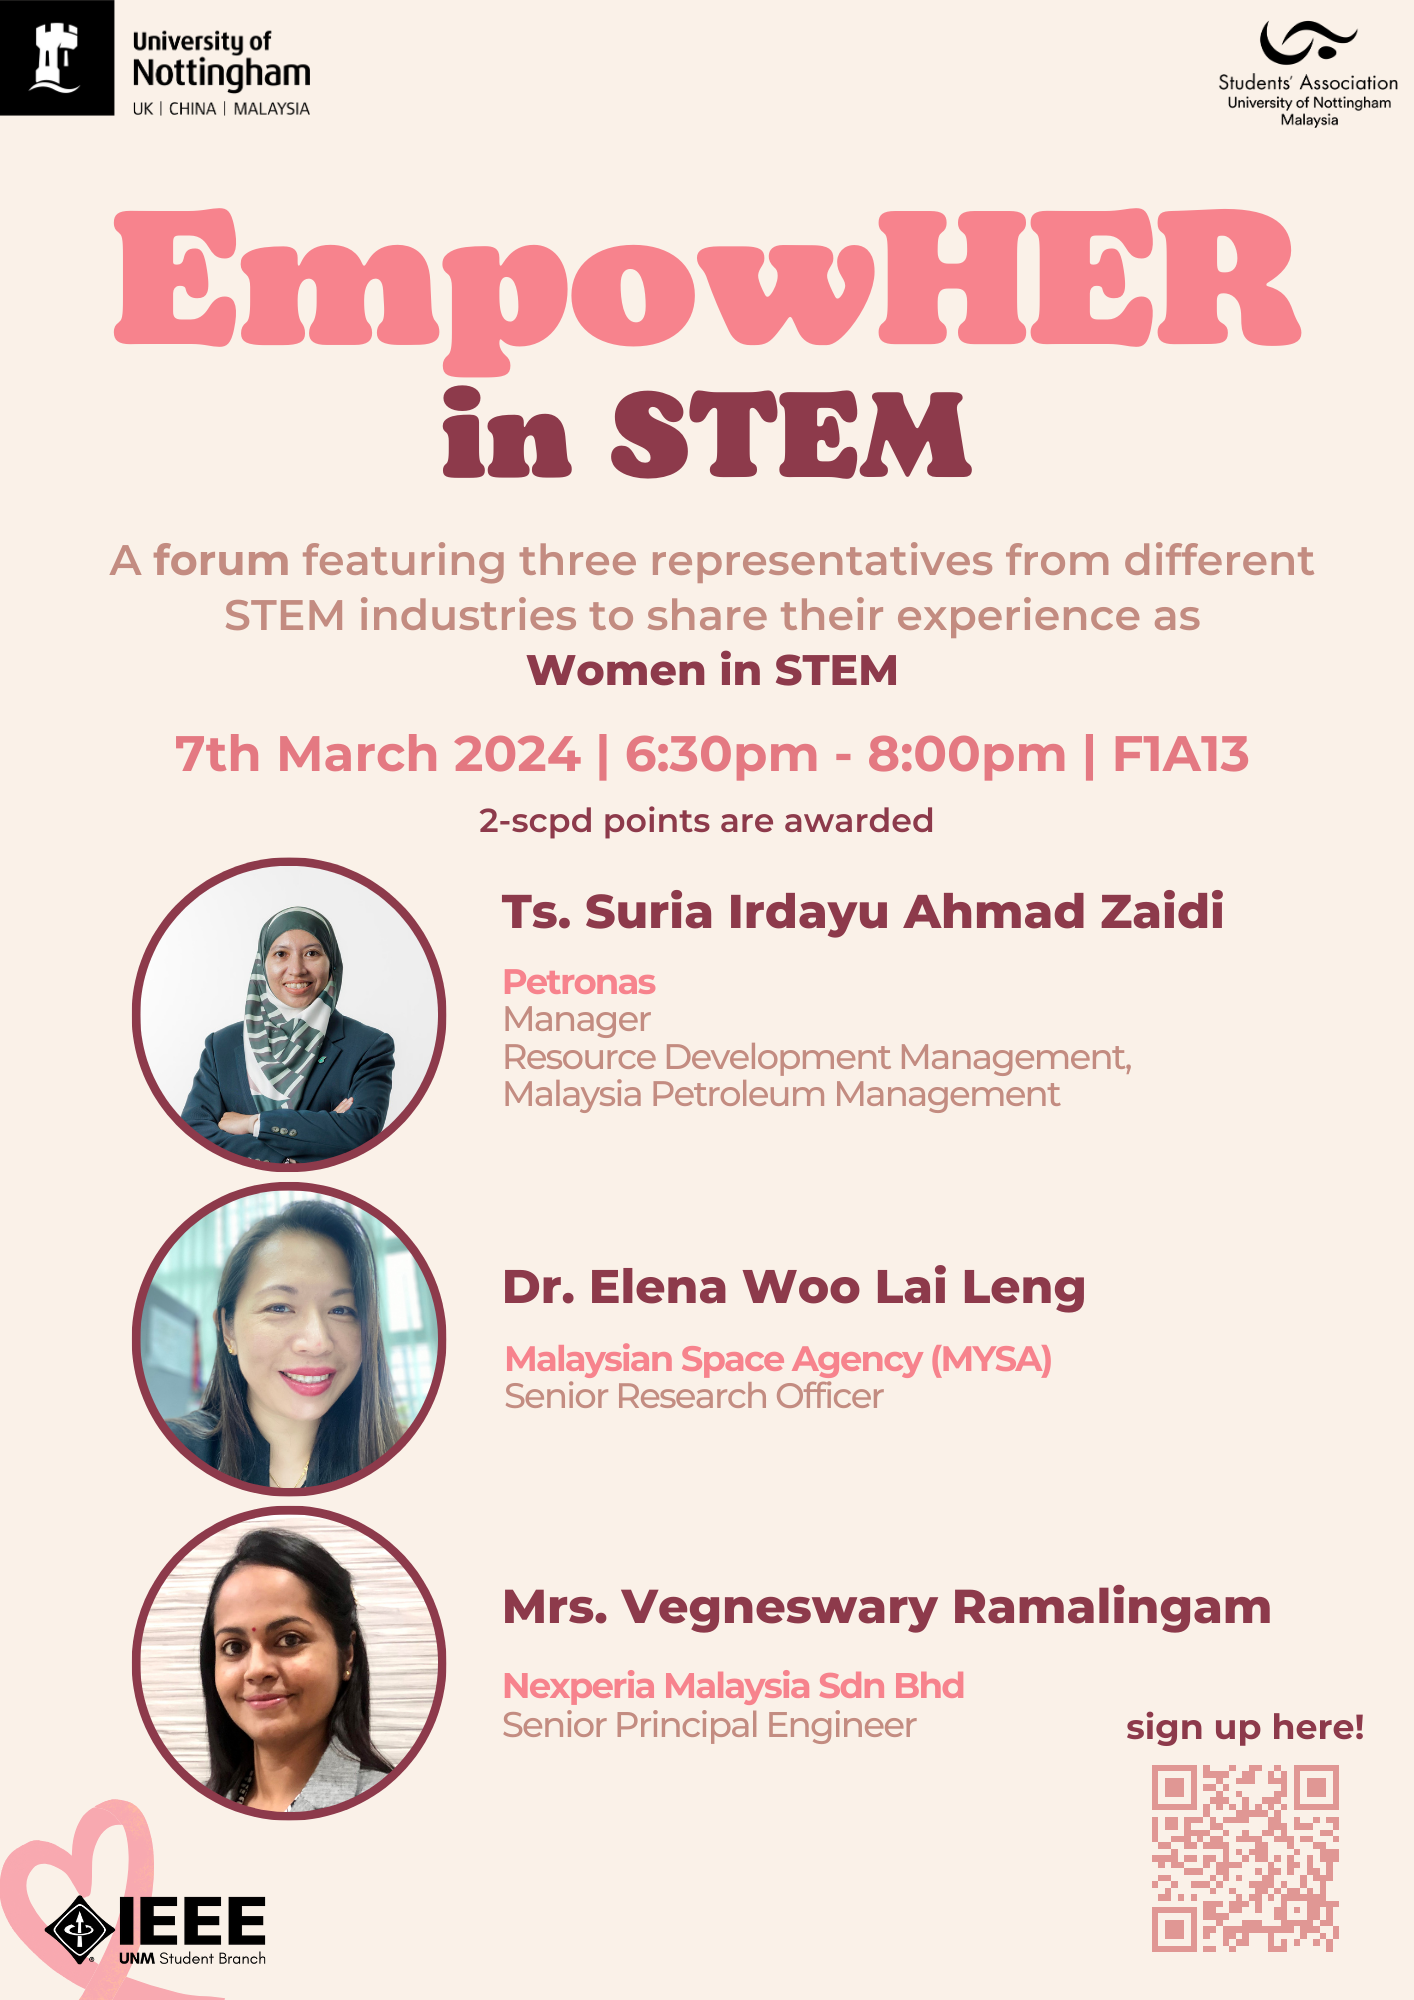 University of
Nottingham
UK | CHINA | MALAYSIA
Students' Association
University of Nottingham
Malaysia
EmpowHER
in STEM
A forum featuring three representatives from different
STEM industries to share their experience as
Women in STEM
7th March 2024 | 6:30pm - 8:00pm | F1A13
2-scpd points are awarded
Ts. Suria Irdayu Ahmad Zaidi
Petronas
Manager
Resource Development Management,
Malaysia Petroleum Management
Dr. Elena Woo Lai Leng
Malaysian Space Agency (MYSA)
Senior Research Officer
Mrs. Vegneswary Ramalingam
Nexperia Malaysia Sdn Bhd
Senior Principal Engineer
sign up here!
IEEE
UNM Student Branch